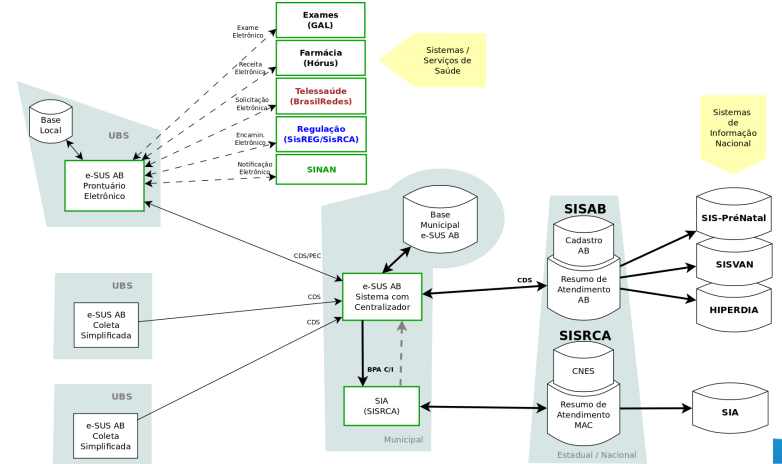 Exames
(GAL)
Exame
Eletrônico
Farmácia
(Hórus)
Receita
Eletrônica
Sistemas /
Serviços de
Saúde
Telessaúde
(BrasilRedes)
Solicitação
Eletrônica
Regulação
(SisREG/SisRCA)
Encamin.
Eletrônico
SINAN
Notificação
Eletrônico
Base
Local
UBS
e-SUS AB
Prontuário
Eletrônico
Sistemas
de
Informação
Nacional
Base
Municipal
e-SUS AB
SISAB
Cadastro
AB
Resumo de
Atendimento
AB
SIS-PréNatal
SISVAN
HIPERDIA
CDS/PEC
CDS
CDS
CDS
e-SUS AB
Sistema com
Centralizador
UBS
e-SUS AB
Coleta
Simplificada
BPA C/I
SISRCA
CNES
Resumo de
Atendimento
MAC
SIA
SIA
(SISRCA)
UBS
e-SUS AB
Coleta
Simplificada
Municipal
Estadual / Nacional